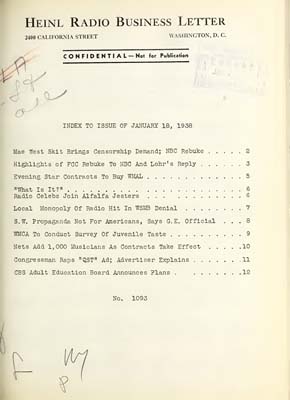 HEINL RADIO BUSINESS LETTER
2400 CALIFORNIA STREET WASHINGTON, D. C.
CONFIDENTIAL—Not for Publication
INDEX TO ISSUE OF JANUARY 18, 1938
Mae West Skit Brings Censorship Demand; NBC Rebuke . . . . . 2
Highlights of FCC Rebuke To NBC And Lohr's Reply . . . . . . 3
Evening Star Contracts To Buy WMAL . . . . . . . . . . . . . 5
"What Is It?" . . . . . . . . . . . . . . . . . . . . . . . 6
Radio Celebs Join Alfalfa Jesters . . . . . . . . . . . . . 6
Local Monopoly Of Radio Hit In WSMB Denial . . . . . . . . 7
S.W. Propaganda Not For Americans, Says G.E. Official . . . 8
WMCA To Conduct Survey Of Juvenile Taste . . . . . . . . . . 9
Nets Add 1,000 Musicians As Contracts Take Effect . . . . .10
Congressman Raps "QST" Ad; Advertiser Explains . . . . . . .11
CBS Adult Education Board Announces Plans . . . . . . . . .12
No. 1093